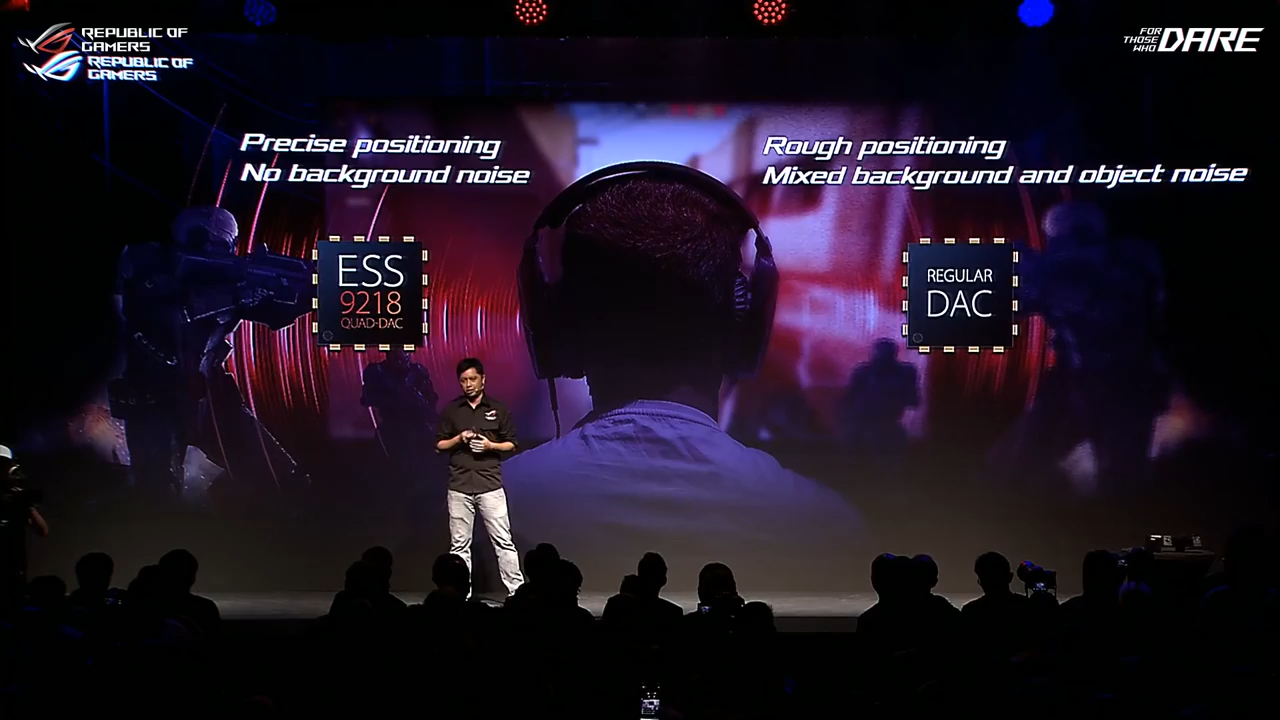 REPUBLIC OF
GAMERS
REPUBLIC OF
GAMERS
FOR
THOSE
WHO
DARE
Precise positioning
No background noise
Rough positioning
Mixed background and object noise
ESS
9218
QUAD-DAC
REGULAR
DAC